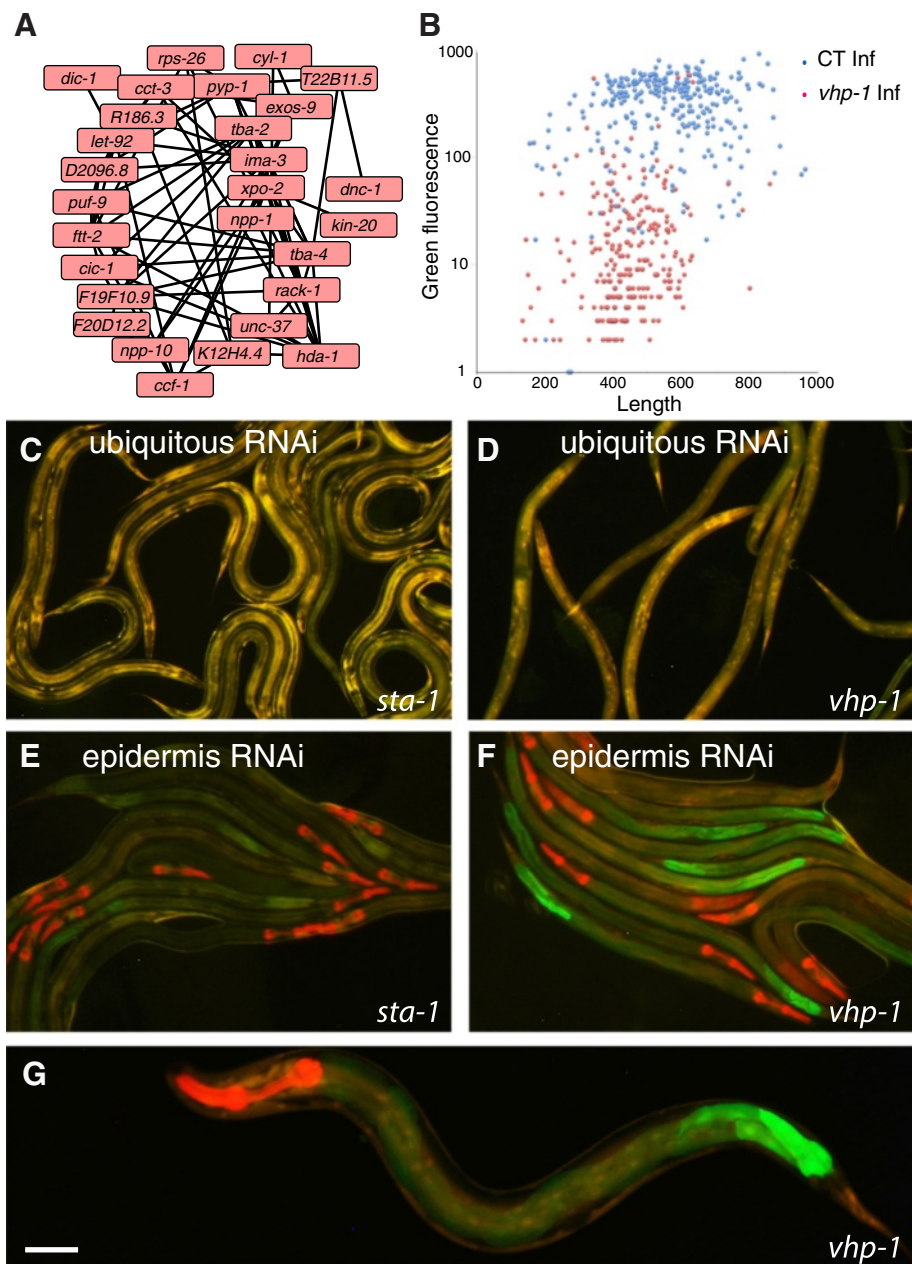 A
rps-26
cyl-1
dic-1
cct-3
pyp-1
T22B11.5
R186.3
exos-9
let-92
tba-2
D2096.8
ima-3
puf-9
xpo-2
dnc-1
ftt-2
npp-1
kin-20
cic-1
tba-4
F19F10.9
rack-1
F20D12.2
unc-37
npp-10
K12H4.4
hda-1
ccf-1
B
1000
100
10
1
Green fluorescence
0
200
400
600
800
1000
Length
CT Inf
vhp-1 Inf
C
ubiquitous RNAi
sta-1
D
ubiquitous RNAi
vhp-1
E
epidermis RNAi
sta-1
F
epidermis RNAi
vhp-1
G
vhp-1